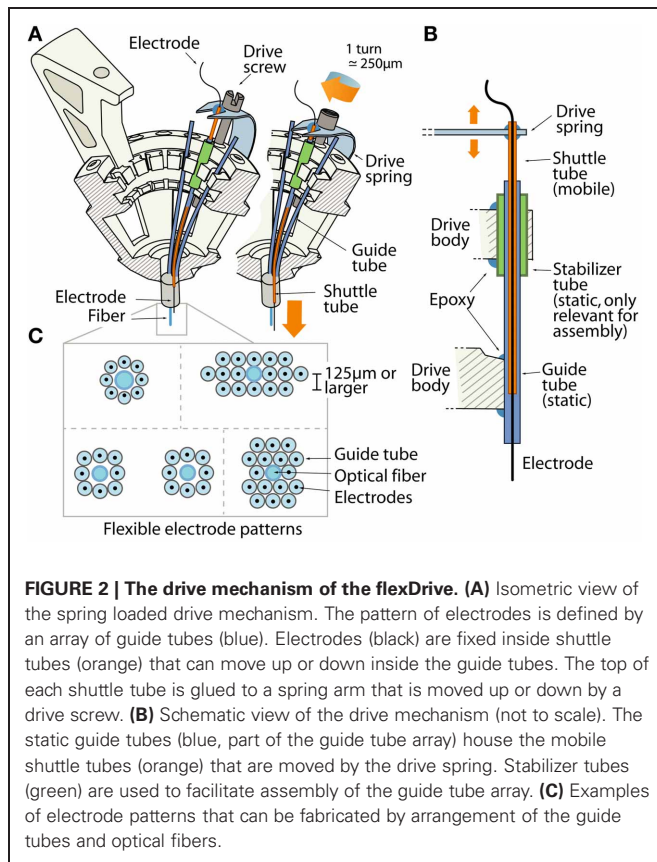 A
Electrode
Drive
screw
1 turn
≃ 250µm
Drive
spring
Guide
tube
Shuttle
tube
Electrode
Fiber
B
Drive
spring
Shuttle
tube
(mobile)
Drive
body
Stabilizer
tube
(static, only
relevant for
assembly)
Epoxy
Drive
body
Guide
tube
(static)
Electrode
C
125µm or
larger
Guide tube
Optical fiber
Electrodes
Flexible electrode patterns
FIGURE 2 | The drive mechanism of the flexDrive. (A) Isometric view of
the spring loaded drive mechanism. The pattern of electrodes is defined by
an array of guide tubes (blue). Electrodes (black) are fixed inside shuttle
tubes (orange) that can move up or down inside the guide tubes. The top of
each shuttle tube is glued to a spring arm that is moved up or down by a
drive screw. (B) Schematic view of the drive mechanism (not to scale). The
static guide tubes (blue, part of the guide tube array) house the mobile
shuttle tubes (orange) that are moved by the drive spring. Stabilizer tubes
(green) are used to facilitate assembly of the guide tube array. (C) Examples
of electrode patterns that can be fabricated by arrangement of the guide
tubes and optical fibers.